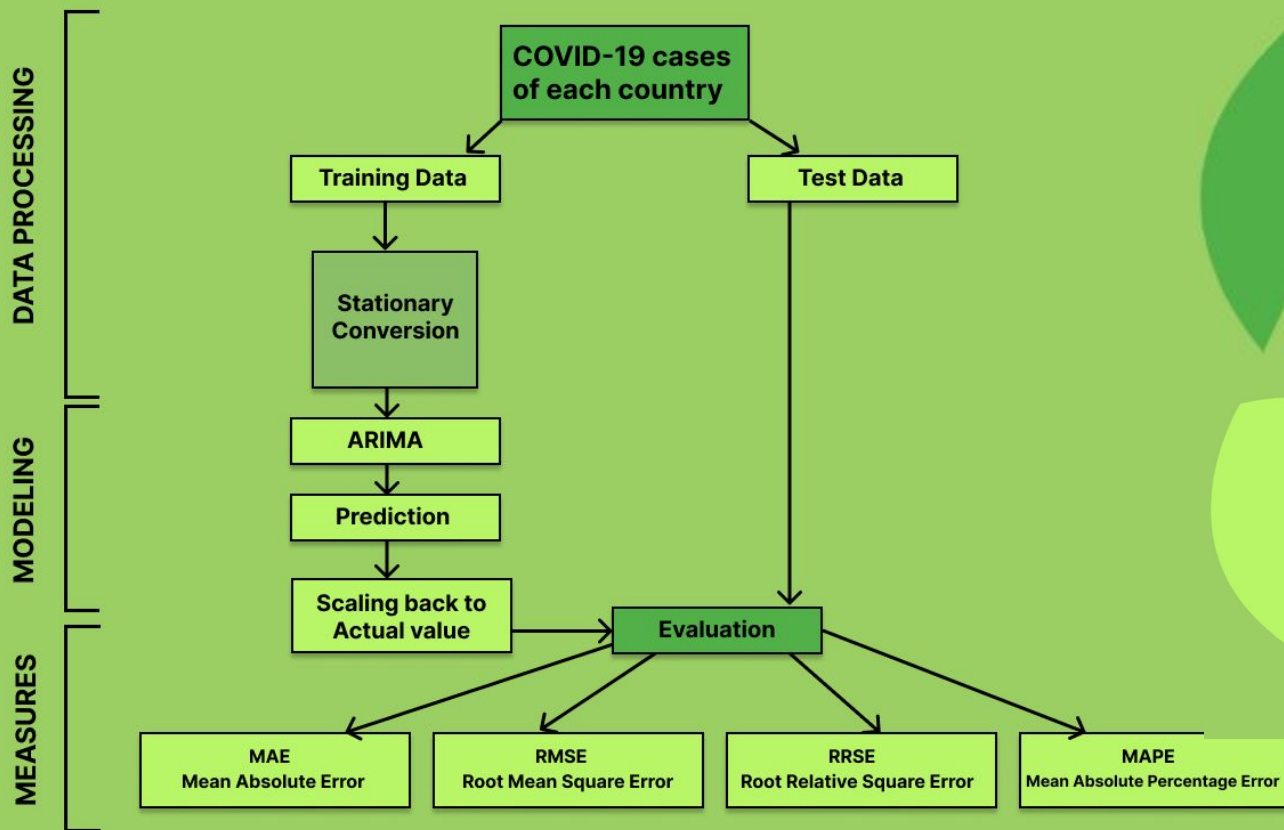 DATA PROCESSING
COVID-19 cases
of each country
Training Data
Test Data
Stationary
Conversion
MODELING
ARIMA
Prediction
Scaling back to
Actual value
Evaluation
MEASURES
MAE
Mean Absolute Error
RMSE
Root Mean Square Error
RRSE
Root Relative Square Error
MAPE
Mean Absolute Percentage Error